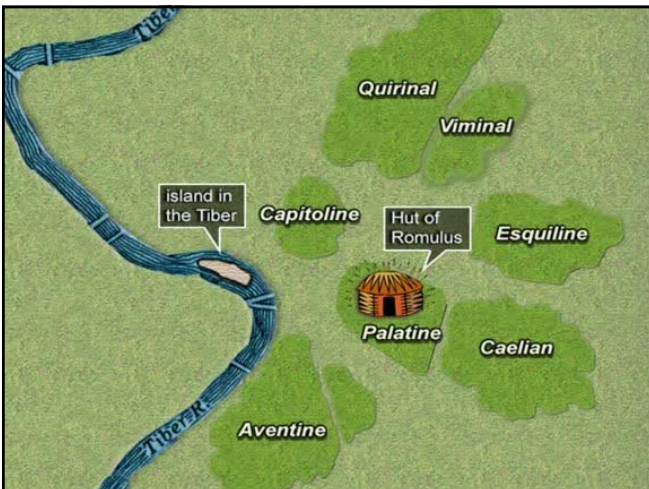 Tiber
Quirinal
Viminal
island in
the Tiber
Capitoline
Hut of
Romulus
Esquiline
Palatine
Caelian
Aventine
Tiber R.